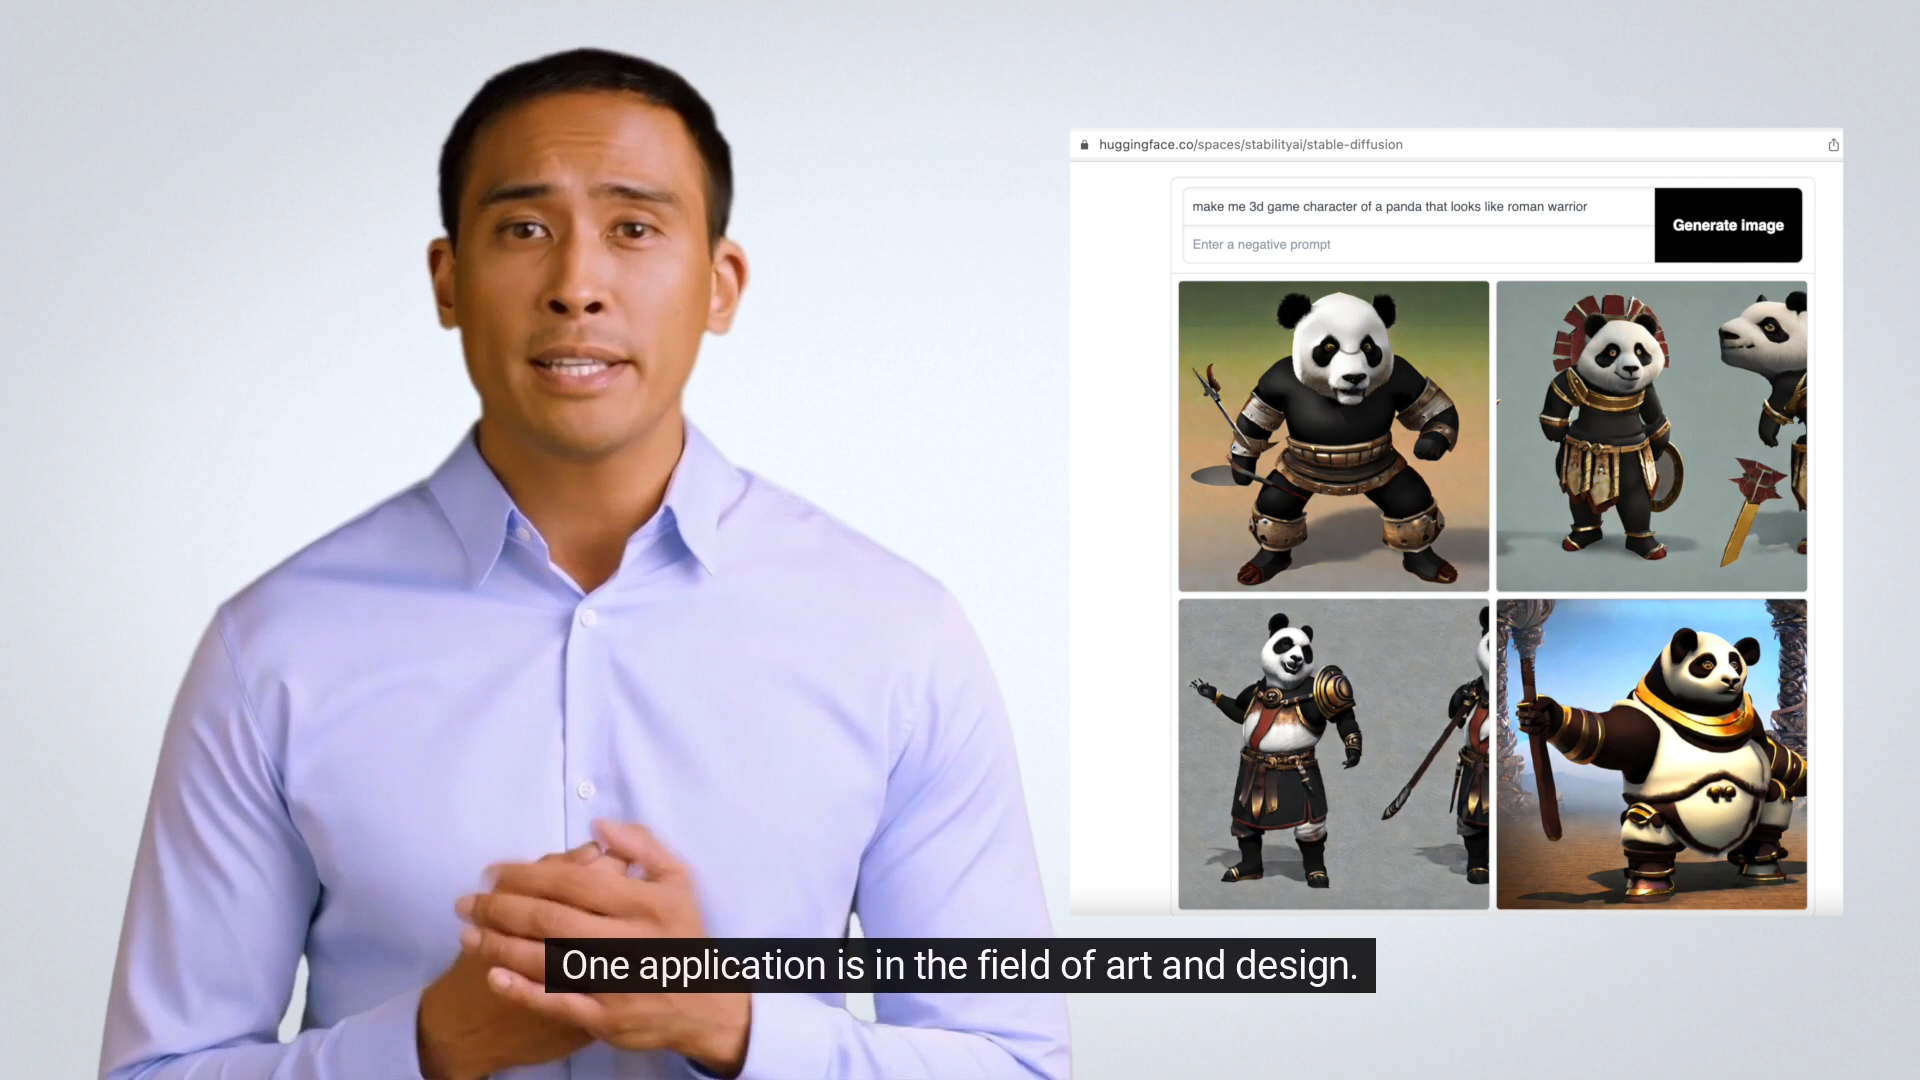 huggingface.co/spaces/stabilityai/stable-diffusion
make me 3d game character of a panda that looks like roman warrior
Enter a negative prompt
Generate image
One application is in the field of art and design.